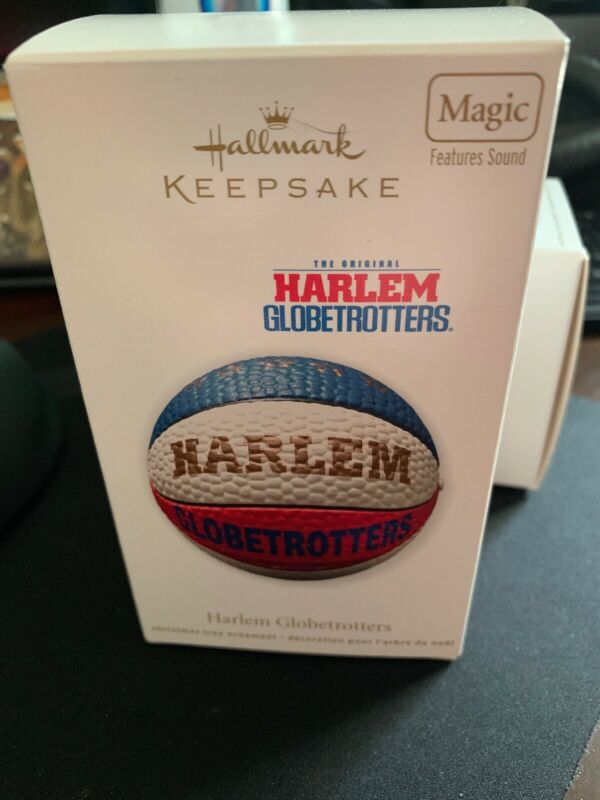 Hallmark
KEEPSAKE
Magic
Features Sound
THE ORIGINAL
HARLEM
GLOBETROTTERS®
HARLEM
GLOBETROTTERS
Harlem Globetrotters
christmas tree ornament · décoration pour l'arbre de noël